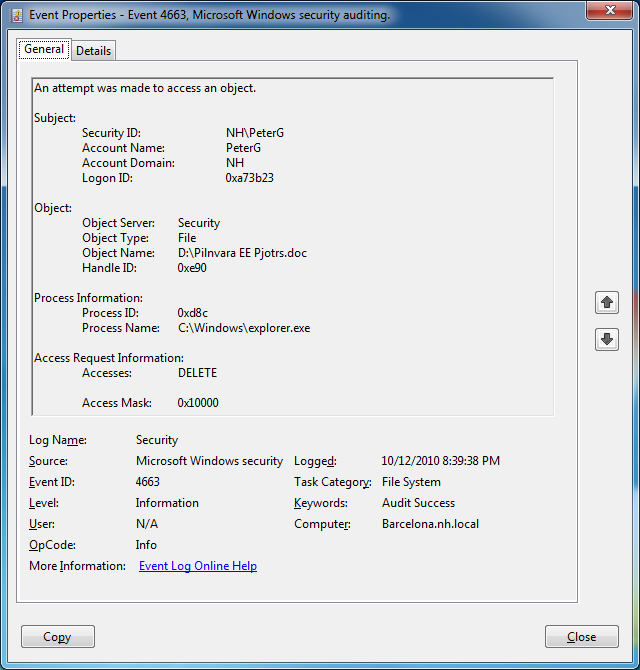 Event Properties - Event 4663, Microsoft Windows security auditing.
General Details
An attempt was made to access an object.
Subject:
Security ID: NH\PeterG
Account Name: PeterG
Account Domain: NH
Logon ID: 0xa73b23
Object:
Object Server: Security
Object Type: File
Object Name: D:\Pilnvara EE Pjotrs.doc
Handle ID: 0xe90
Process Information:
Process ID: 0xd8c
Process Name: C:\Windows\explorer.exe
Access Request Information:
Accesses: DELETE
Access Mask: 0x10000
Log Name: Security
Source: Microsoft Windows security Logged: 10/12/2010 8:39:38 PM
Event ID: 4663 Task Category: File System
Level: Information Keywords: Audit Success
User: N/A Computer: Barcelona.nh.local
OpCode: Info
More Information: Event Log Online Help
Copy Close